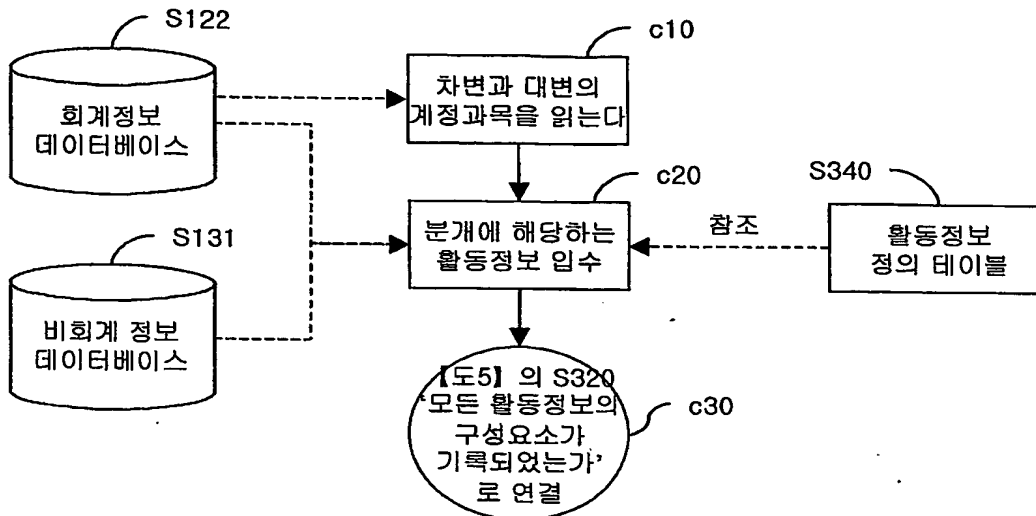 S122
회계정보
데이터베이스
c10
차변과 대변의
계정과목을 읽는다
c20
분개에 해당하는
활동정보 입수
S340
참조
활동정보
정의 테이블
S131
비회계 정보
데이터베이스
【도5】의 S320
'모든 활동정보의
구성요소가
기록되었는가'
로 연결
c30